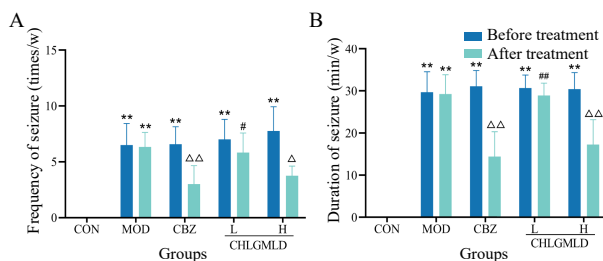 A
Frequency of seizure (times/w)
15
10
5
0
** ** ** △△ ** # ** △
CON MOD CBZ L H
CHLGMLD
Groups
B
Before treatment
After treatment
Duration of seizure (min/w)
40
30
20
10
0
** ** ** △△ ** ## ** △△
CON MOD CBZ L H
CHLGMLD
Groups